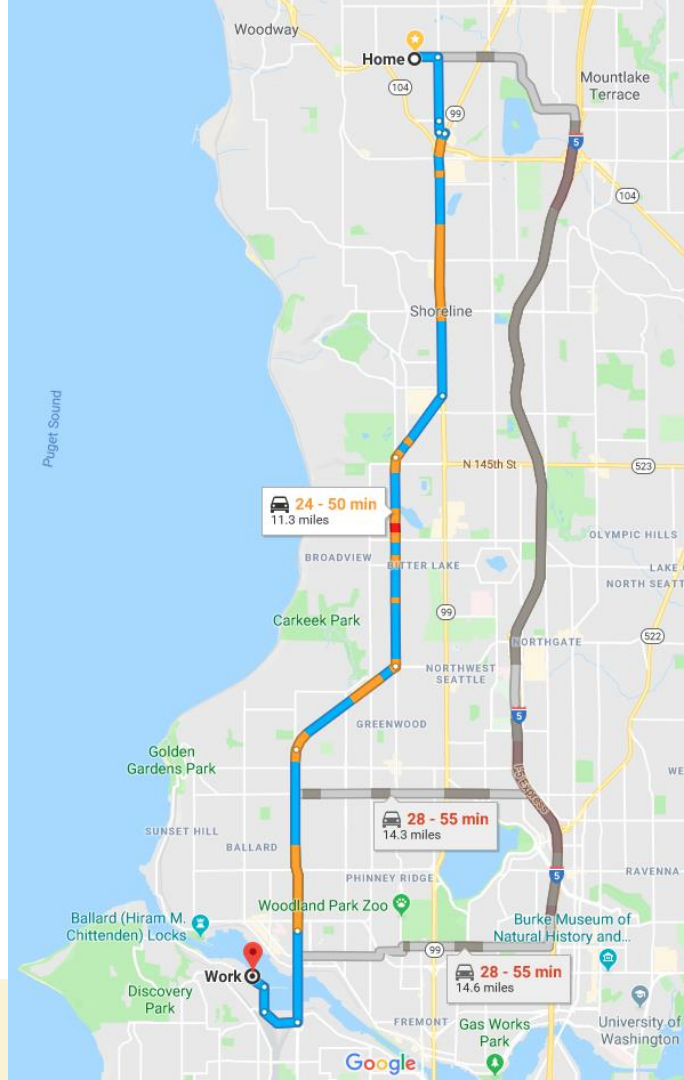 Woodway
Home
Mountlake
Terrace
104
99
5
104
Shoreline
Puget Sound
N 145th St
523
24 - 50 min
11.3 miles
OLYMPIC HILLS
BROADVIEW
BITTER LAKE
LAKE
NORTH SEATT
99
Carkeek Park
522
NORTHGATE
NORTHWEST
SEATTLE
5
GREENWOOD
Golden
Gardens Park
I-5 Express
WE
28 - 55 min
14.3 miles
SUNSET HILL
BALLARD
RAVENNA
5
PHINNEY RIDGE
Woodland Park Zoo
Ballard (Hiram M.
Chittenden) Locks
Burke Museum of
Natural History and...
99
Work
28 - 55 min
14.6 miles
Discovery
Park
FREMONT
Gas Works
Park
University of
Washington
Google